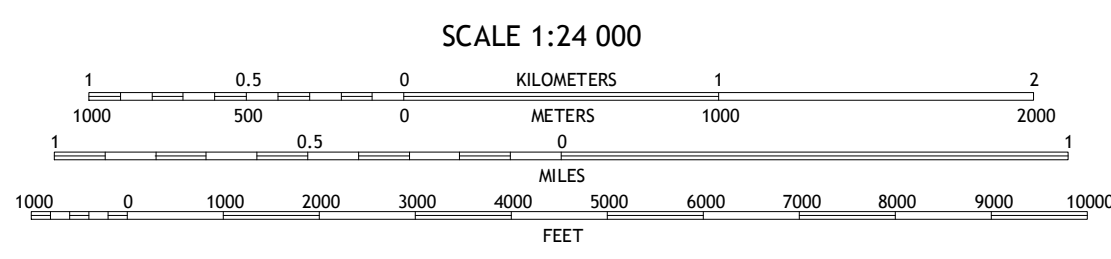 SCALE 1:24 000
1 0.5 0 KILOMETERS 1 2
1000 500 0 METERS 1000 2000
1 0.5 0 1
MILES
1000 0 1000 2000 3000 4000 5000 6000 7000 8000 9000 10000
FEET